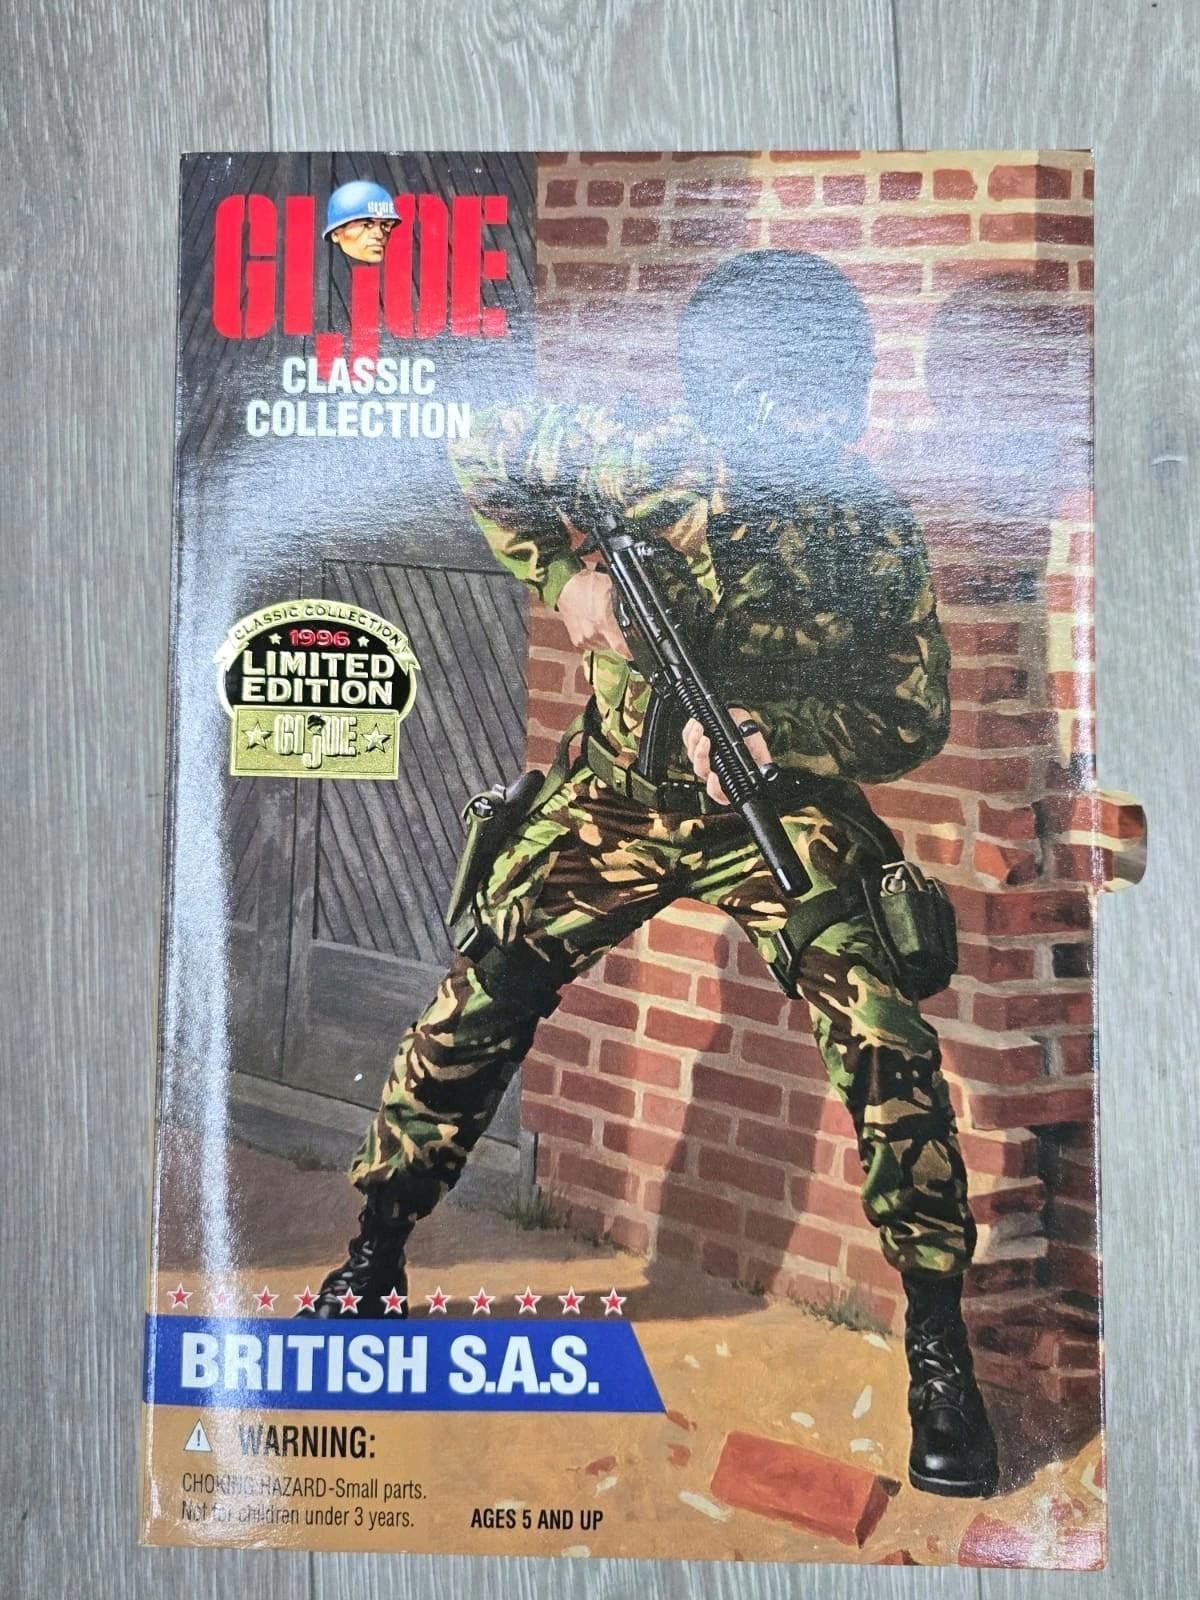 GI JOE
GIJOE
CLASSIC
COLLECTION
CLASSIC COLLECTION
1996
LIMITED
EDITION
GI JOE
BRITISH S.A.S.
WARNING:
CHOKING HAZARD-Small parts.
Not for children under 3 years.
AGES 5 AND UP